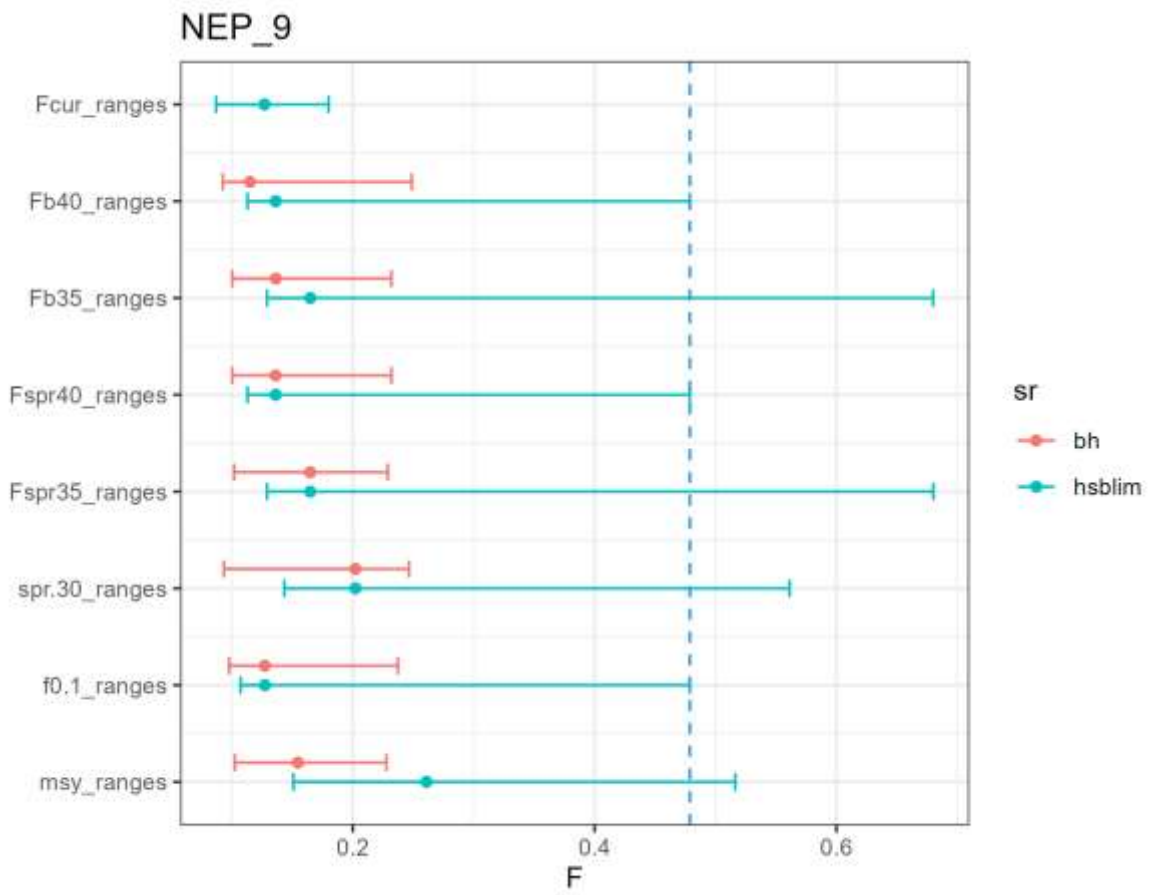 NEP_9
Fcur_ranges
Fb40_ranges
Fb35_ranges
Fspr40_ranges
Fspr35_ranges
spr.30_ranges
f0.1_ranges
msy_ranges
0.2 0.4 0.6
F
sr
bh
hsblim